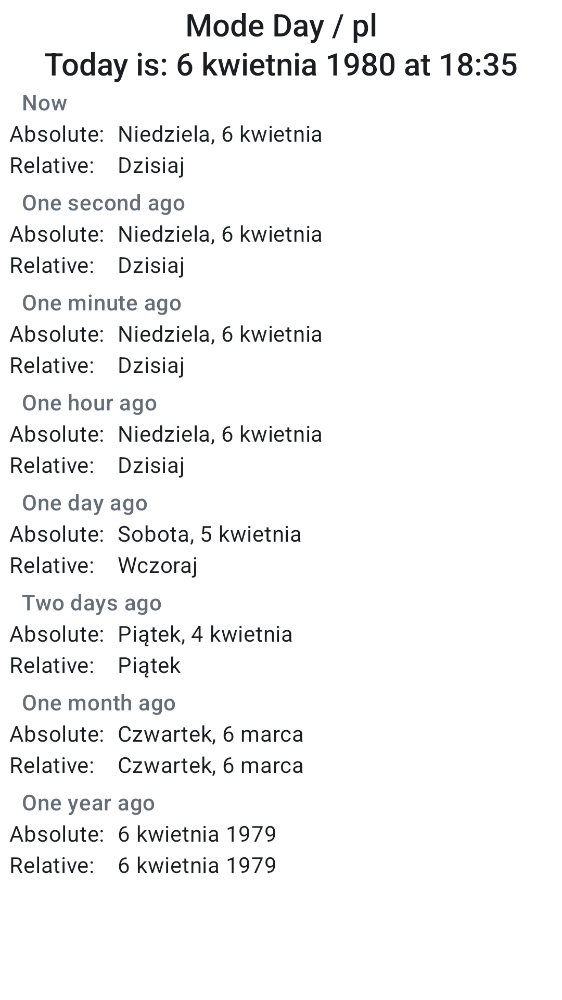 Mode Day / pl
Today is: 6 kwietnia 1980 at 18:35
Now
Absolute: Niedziela, 6 kwietnia
Relative: Dzisiaj
One second ago
Absolute: Niedziela, 6 kwietnia
Relative: Dzisiaj
One minute ago
Absolute: Niedziela, 6 kwietnia
Relative: Dzisiaj
One hour ago
Absolute: Niedziela, 6 kwietnia
Relative: Dzisiaj
One day ago
Absolute: Sobota, 5 kwietnia
Relative: Wczoraj
Two days ago
Absolute: Piątek, 4 kwietnia
Relative: Piątek
One month ago
Absolute: Czwartek, 6 marca
Relative: Czwartek, 6 marca
One year ago
Absolute: 6 kwietnia 1979
Relative: 6 kwietnia 1979